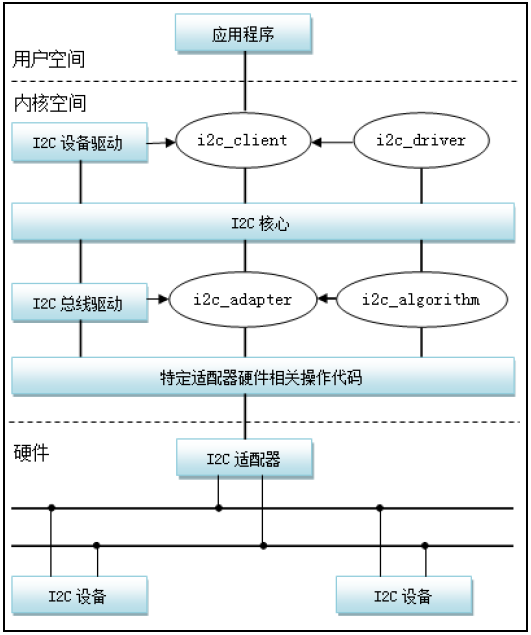 应用程序
用户空间
内核空间
I2C 设备驱动
i2c_client
i2c_driver
I2C 核心
I2C 总线驱动
i2c_adapter
i2c_algorithm
特定适配器硬件相关操作代码
硬件
I2C 适配器
I2C 设备
I2C 设备